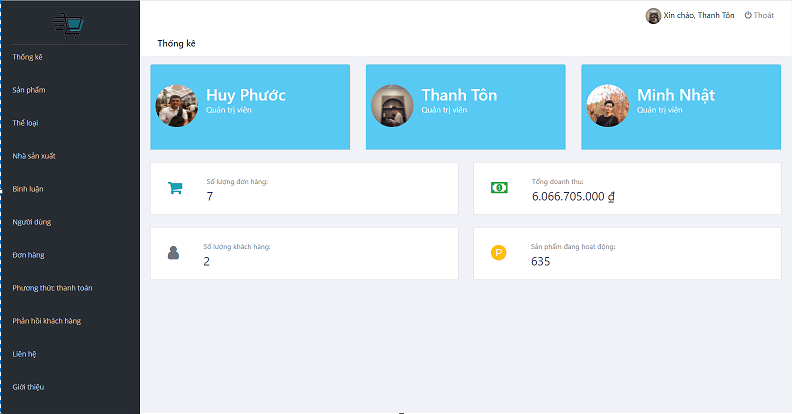 Xin chào, Thanh Tôn
Thoát
Thống kê
Thống kê
Sản phẩm
Thể loại
Nhà sản xuất
Bình luận
Người dùng
Đơn hàng
Phương thức thanh toán
Phản hồi khách hàng
Liên hệ
Giới thiệu
Huy Phước
Quản trị viên
Thanh Tôn
Quản trị viên
Minh Nhật
Quản trị viên
Số lượng đơn hàng:
7
Tổng doanh thu:
6.066.705.000 ₫
Số lượng khách hàng:
2
P
Sản phẩm đang hoạt động:
635